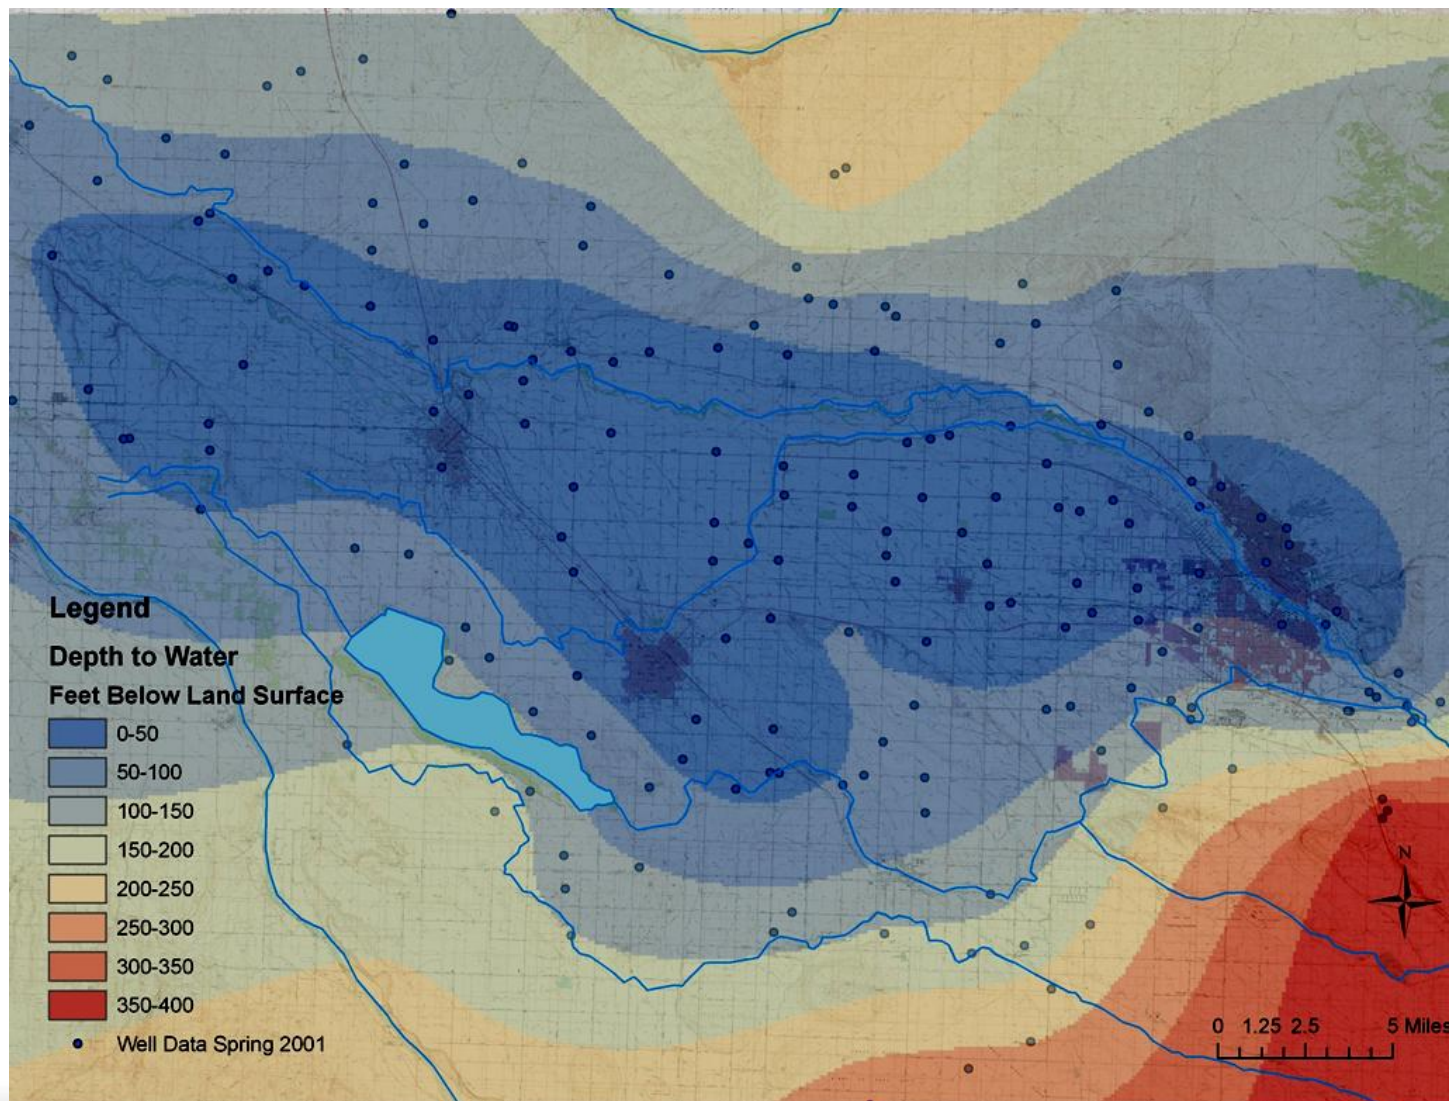 Legend
Depth to Water
Feet Below Land Surface
0-50
50-100
100-150
150-200
200-250
250-300
300-350
350-400
Well Data Spring 2001
N
0 1.25 2.5 5 Miles